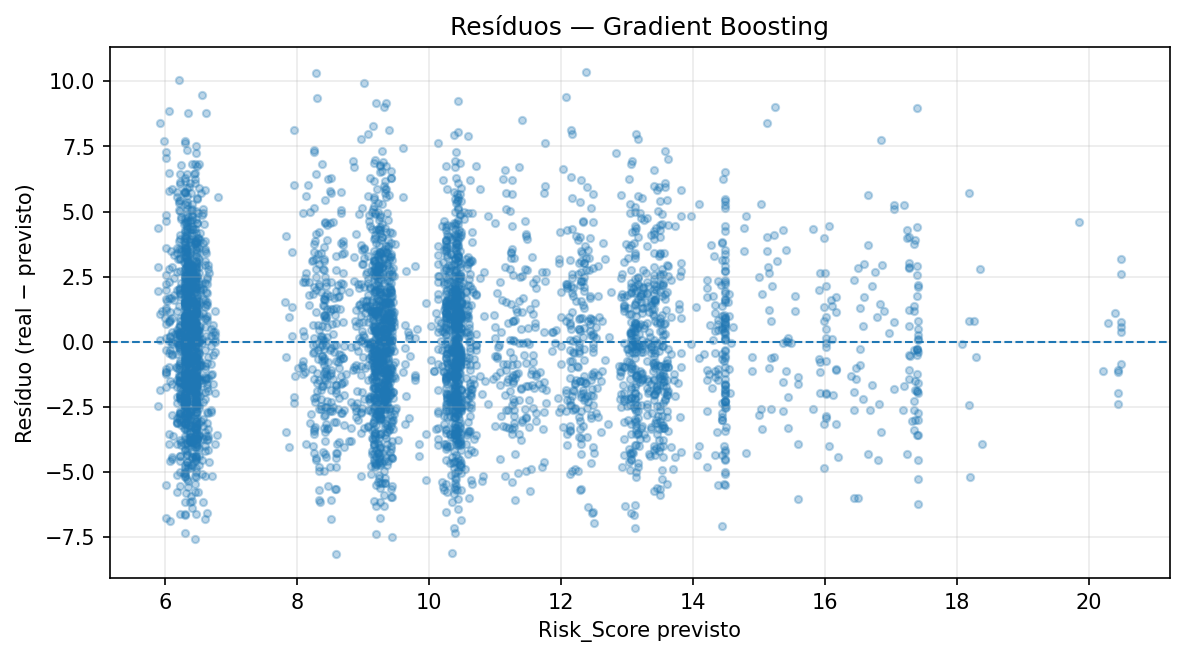 Resíduos — Gradient Boosting
Resíduo (real − previsto)
10.0
7.5
5.0
2.5
0.0
−2.5
−5.0
−7.5
6 8 10 12 14 16 18 20
Risk_Score previsto